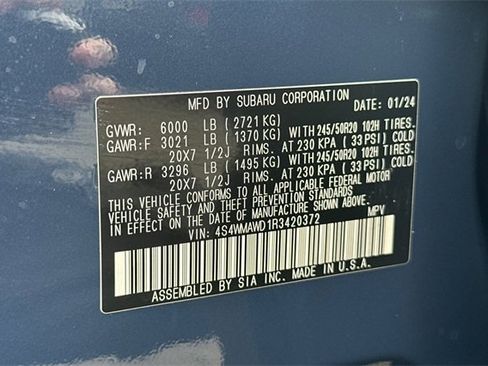 MFD BY SUBARU CORPORATION DATE: 01/24
GVWR: 6000 LB (2721 KG)
GAWR:F 3021 LB (1370 KG) WITH 245/50R20 102H TIRES.
20X7 1/2J RIMS. AT 230 KPA (33 PSI) COLD
GAWR:R 3296 LB (1495 KG) WITH 245/50R20 102H TIRES.
20X7 1/2J RIMS. AT 230 KPA (33 PSI) COLD
THIS VEHICLE CONFORMS TO ALL APPLICABLE FEDERAL MOTOR
VEHICLE SAFETY AND THEFT PREVENTION STANDARDS
IN EFFECT ON THE DATE OF MANUFACTURE SHOWN ABOVE.
VIN: 4S4WMAWD1R3420372 MPV
ASSEMBLED BY SIA INC. MADE IN U.S.A.